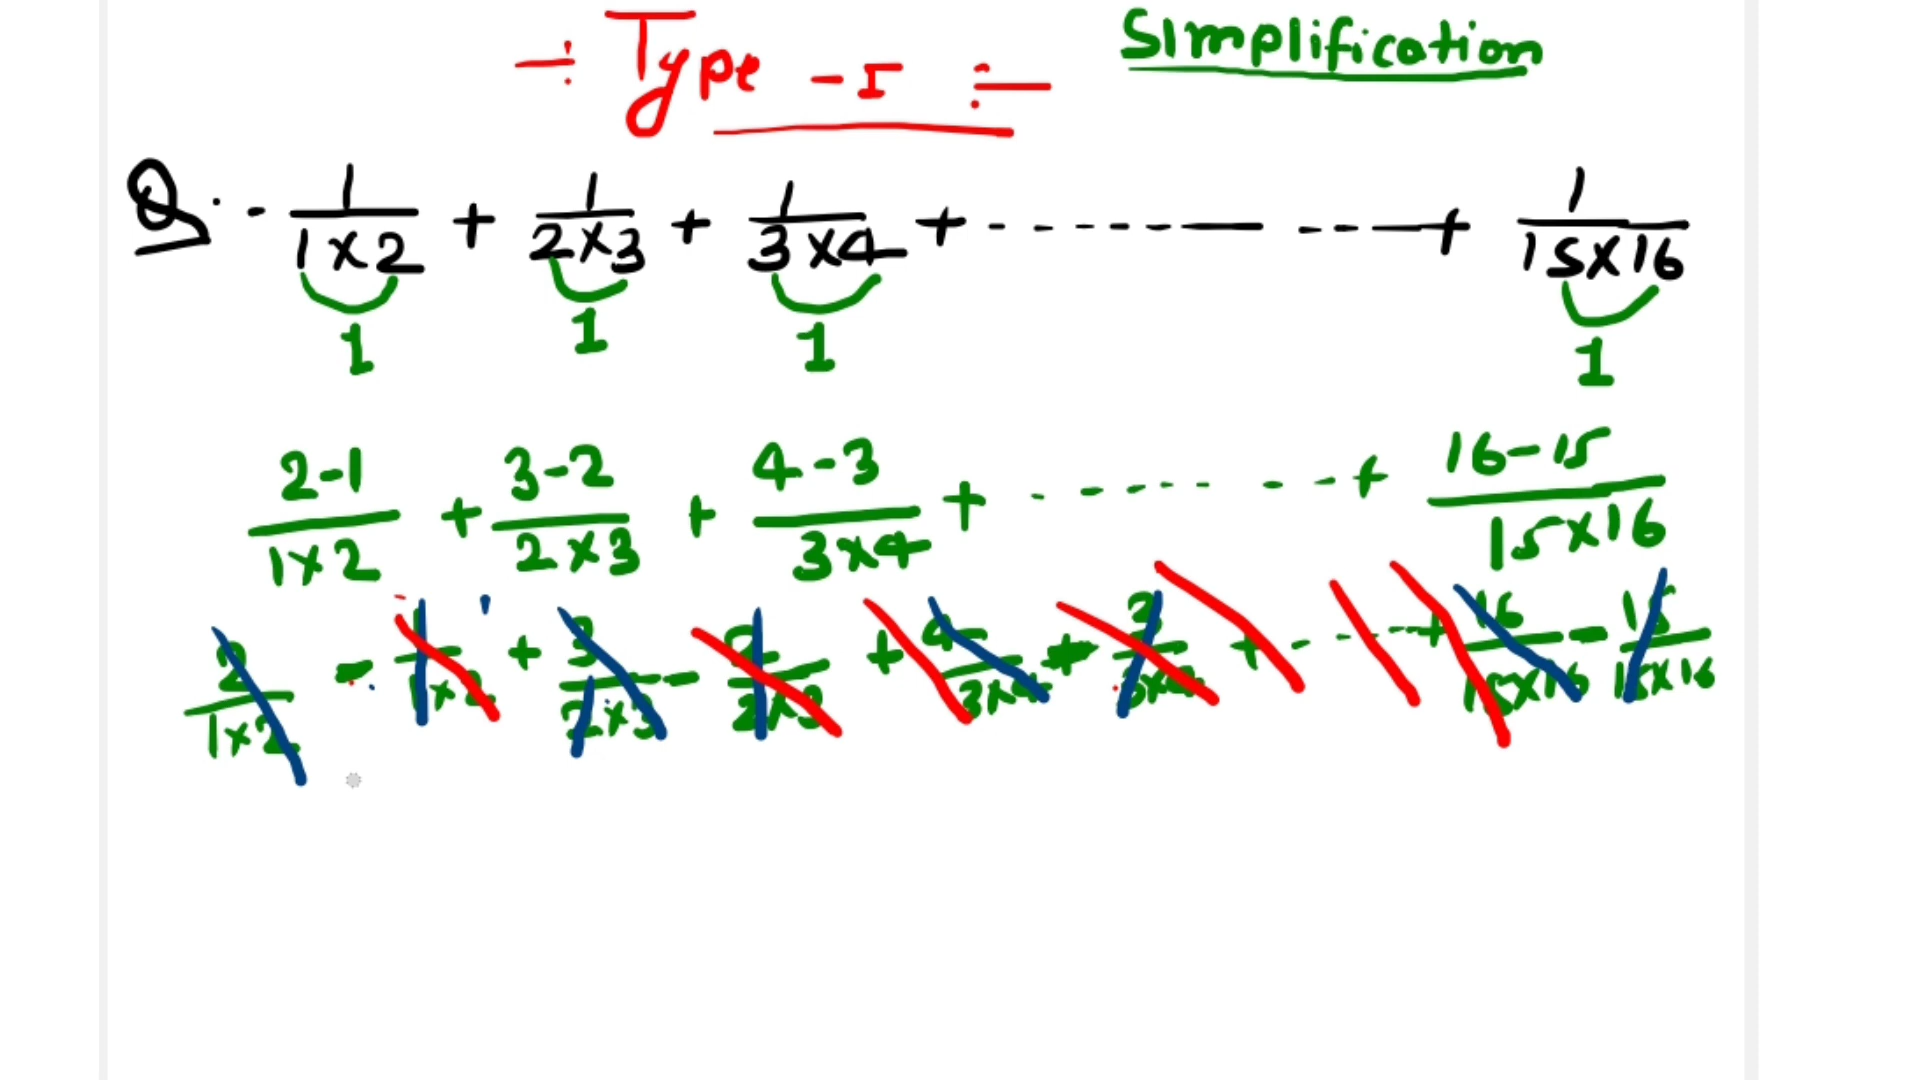 ÷ Type - I :-
Simplification
Q. - 1/1×2 + 1/2×3 + 1/3×4 + ------- + 1/15×16
1 1 1 1
2-1/1×2 + 3-2/2×3 + 4-3/3×4 + ------- + 16-15/15×16
2/1×2 - 1/1×2 + 3/2×3 - 2/2×3 + 4/3×4 - 3/3×4 + ------- + 16/15×16 - 15/15×16